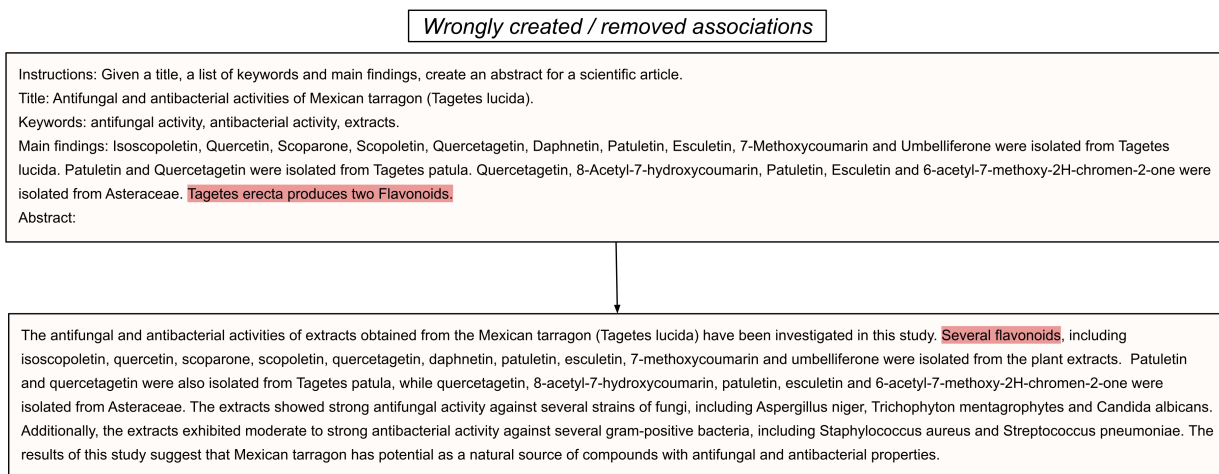 Wrongly created / removed associations
Instructions: Given a title, a list of keywords and main findings, create an abstract for a scientific article.
Title: Antifungal and antibacterial activities of Mexican tarragon (Tagetes lucida).
Keywords: antifungal activity, antibacterial activity, extracts.
Main findings: Isoscopoletin, Quercetin, Scoparone, Scopoletin, Quercetagetin, Daphnetin, Patuletin, Esculetin, 7-Methoxycoumarin and Umbelliferone were isolated from Tagetes
lucida. Patuletin and Quercetagetin were isolated from Tagetes patula. Quercetagetin, 8-Acetyl-7-hydroxycoumarin, Patuletin, Esculetin and 6-acetyl-7-methoxy-2H-chromen-2-one were
isolated from Asteraceae. Tagetes erecta produces two Flavonoids.
Abstract:
The antifungal and antibacterial activities of extracts obtained from the Mexican tarragon (Tagetes lucida) have been investigated in this study. Several flavonoids, including
isoscopoletin, quercetin, scoparone, scopoletin, quercetagetin, daphnetin, patuletin, esculetin, 7-methoxycoumarin and umbelliferone were isolated from the plant extracts. Patuletin
and quercetagetin were also isolated from Tagetes patula, while quercetagetin, 8-acetyl-7-hydroxycoumarin, patuletin, esculetin and 6-acetyl-7-methoxy-2H-chromen-2-one were
isolated from Asteraceae. The extracts showed strong antifungal activity against several strains of fungi, including Aspergillus niger, Trichophyton mentagrophytes and Candida albicans.
Additionally, the extracts exhibited moderate to strong antibacterial activity against several gram-positive bacteria, including Staphylococcus aureus and Streptococcus pneumoniae. The
results of this study suggest that Mexican tarragon has potential as a natural source of compounds with antifungal and antibacterial properties.